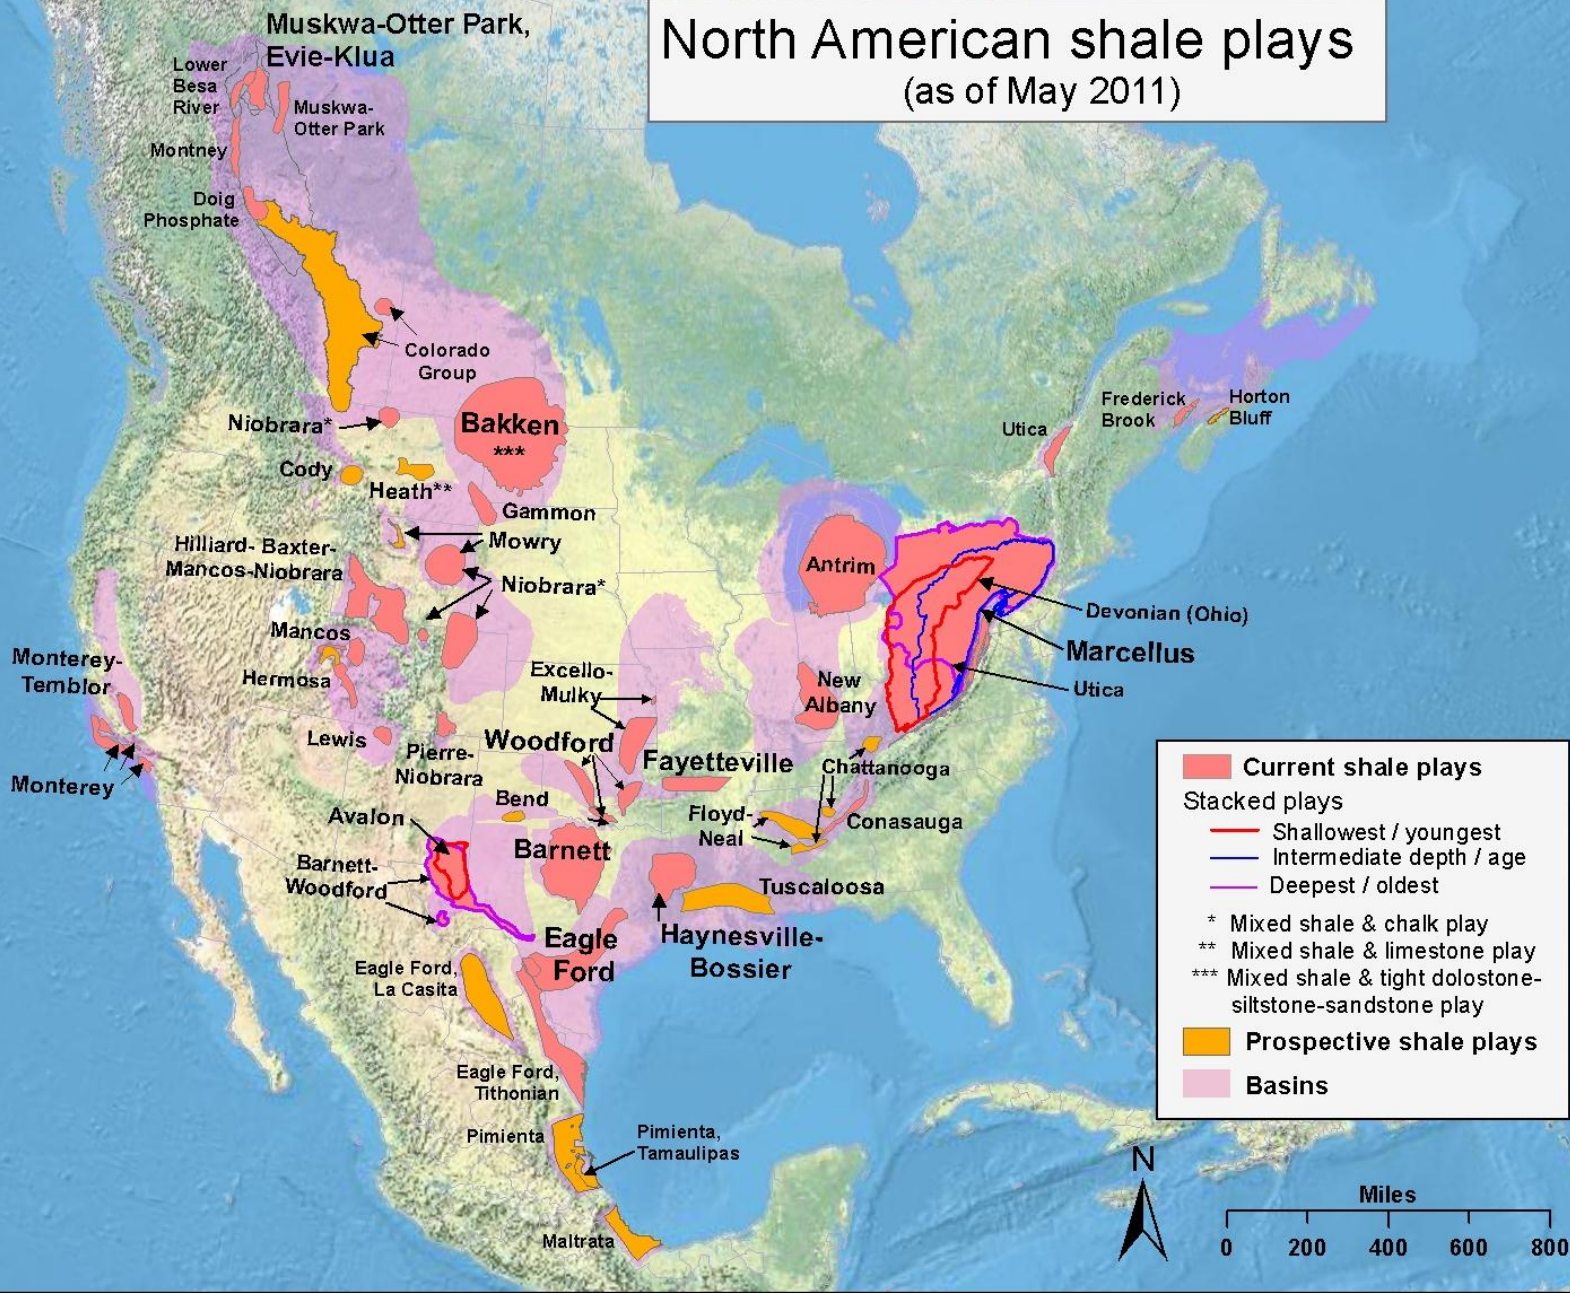 North American shale plays
(as of May 2011)
Muskwa-Otter Park,
Evie-Klua
Lower
Besa
River
Muskwa-
Otter Park
Montney
Doig
Phosphate
Colorado
Group
Niobrara*
Bakken
***
Cody
Heath**
Gammon
Mowry
Hilliard- Baxter-
Mancos-Niobrara
Niobrara*
Mancos
Hermosa
Monterey-
Temblor
Monterey
Lewis
Pierre-
Niobrara
Excello-
Mulky
Woodford
Fayetteville
Bend
Avalon
Barnett-
Woodford
Barnett
Eagle
Ford
Haynesville-
Bossier
Tuscaloosa
Floyd-
Neal
Chattanooga
Conasauga
New
Albany
Antrim
Devonian (Ohio)
Marcellus
Utica
Utica
Frederick
Brook
Horton
Bluff
Eagle Ford,
La Casita
Eagle Ford,
Tithonian
Pimienta
Pimienta,
Tamaulipas
Maltrata
Current shale plays
Stacked plays
Shallowest / youngest
Intermediate depth / age
Deepest / oldest
* Mixed shale & chalk play
** Mixed shale & limestone play
*** Mixed shale & tight dolostone-
siltstone-sandstone play
Prospective shale plays
Basins
N
Miles
0 200 400 600 800